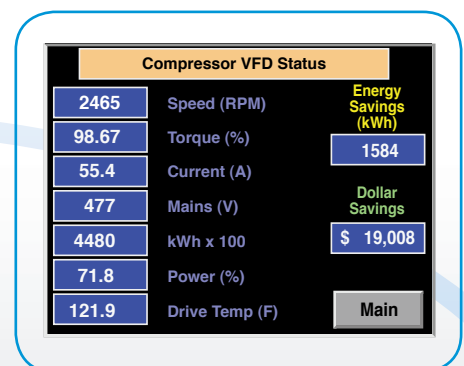 Compressor VFD Status
2465 Speed (RPM)
98.67 Torque (%)
55.4 Current (A)
477 Mains (V)
4480 kWh x 100
71.8 Power (%)
121.9 Drive Temp (F)
Energy
Savings
(kWh)
1584
Dollar
Savings
$ 19,008
Main